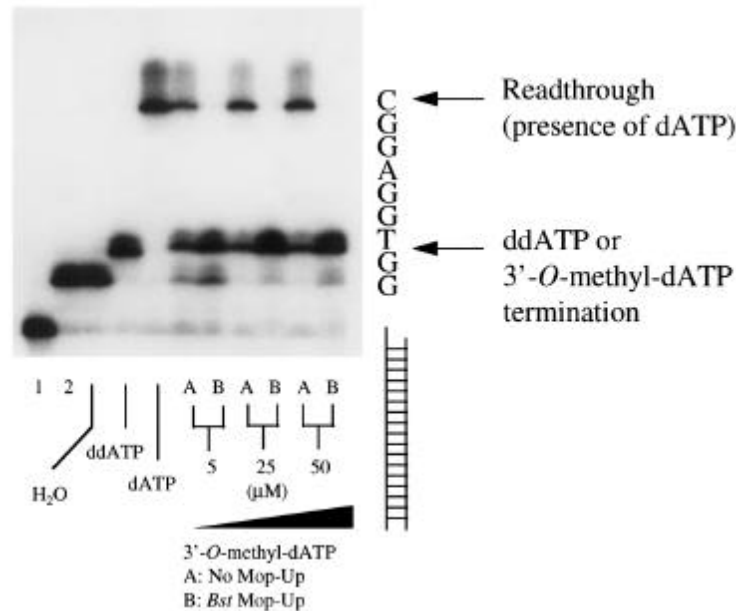 C
G
G
A
G
G
T
G
G
Readthrough
(presence of dATP)
ddATP or
3'-O-methyl-dATP
termination
1 2 A B A B A B
ddATP
dATP
H₂O
5 25 50
(μM)
3'-O-methyl-dATP
A: No Mop-Up
B: Bst Mop-Up